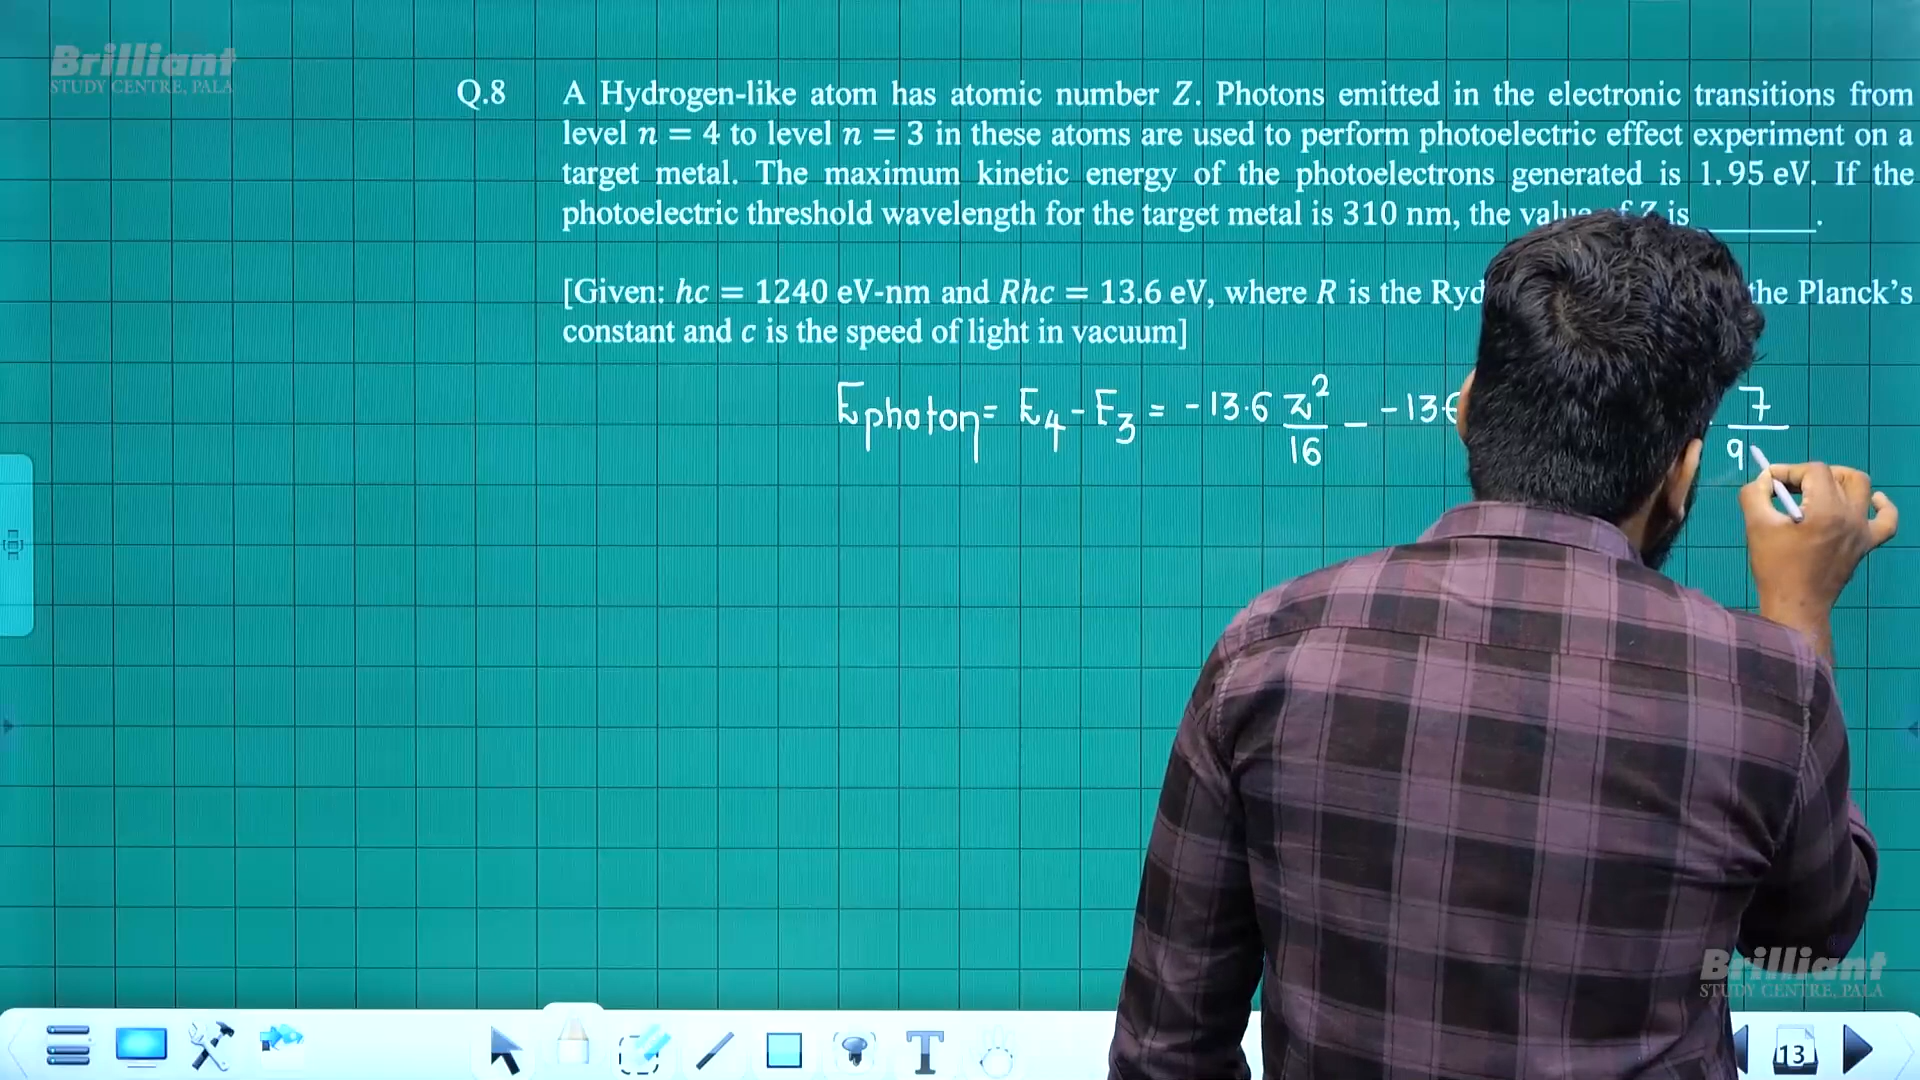 Brilliant
STUDY CENTRE, PALA
Q.8 A Hydrogen-like atom has atomic number Z. Photons emitted in the electronic transitions from
level n = 4 to level n = 3 in these atoms are used to perform photoelectric effect experiment on a
target metal. The maximum kinetic energy of the photoelectrons generated is 1.95 eV. If the
photoelectric threshold wavelength for the target metal is 310 nm, the value of Z is ______.
[Given: hc = 1240 eV-nm and Rhc = 13.6 eV, where R is the Ryd the Planck's
constant and c is the speed of light in vacuum]
Ephoton = E4 - E3 = -13.6 z²/16 - -13.6 7/9
Brilliant
STUDY CENTRE, PALA
T
13